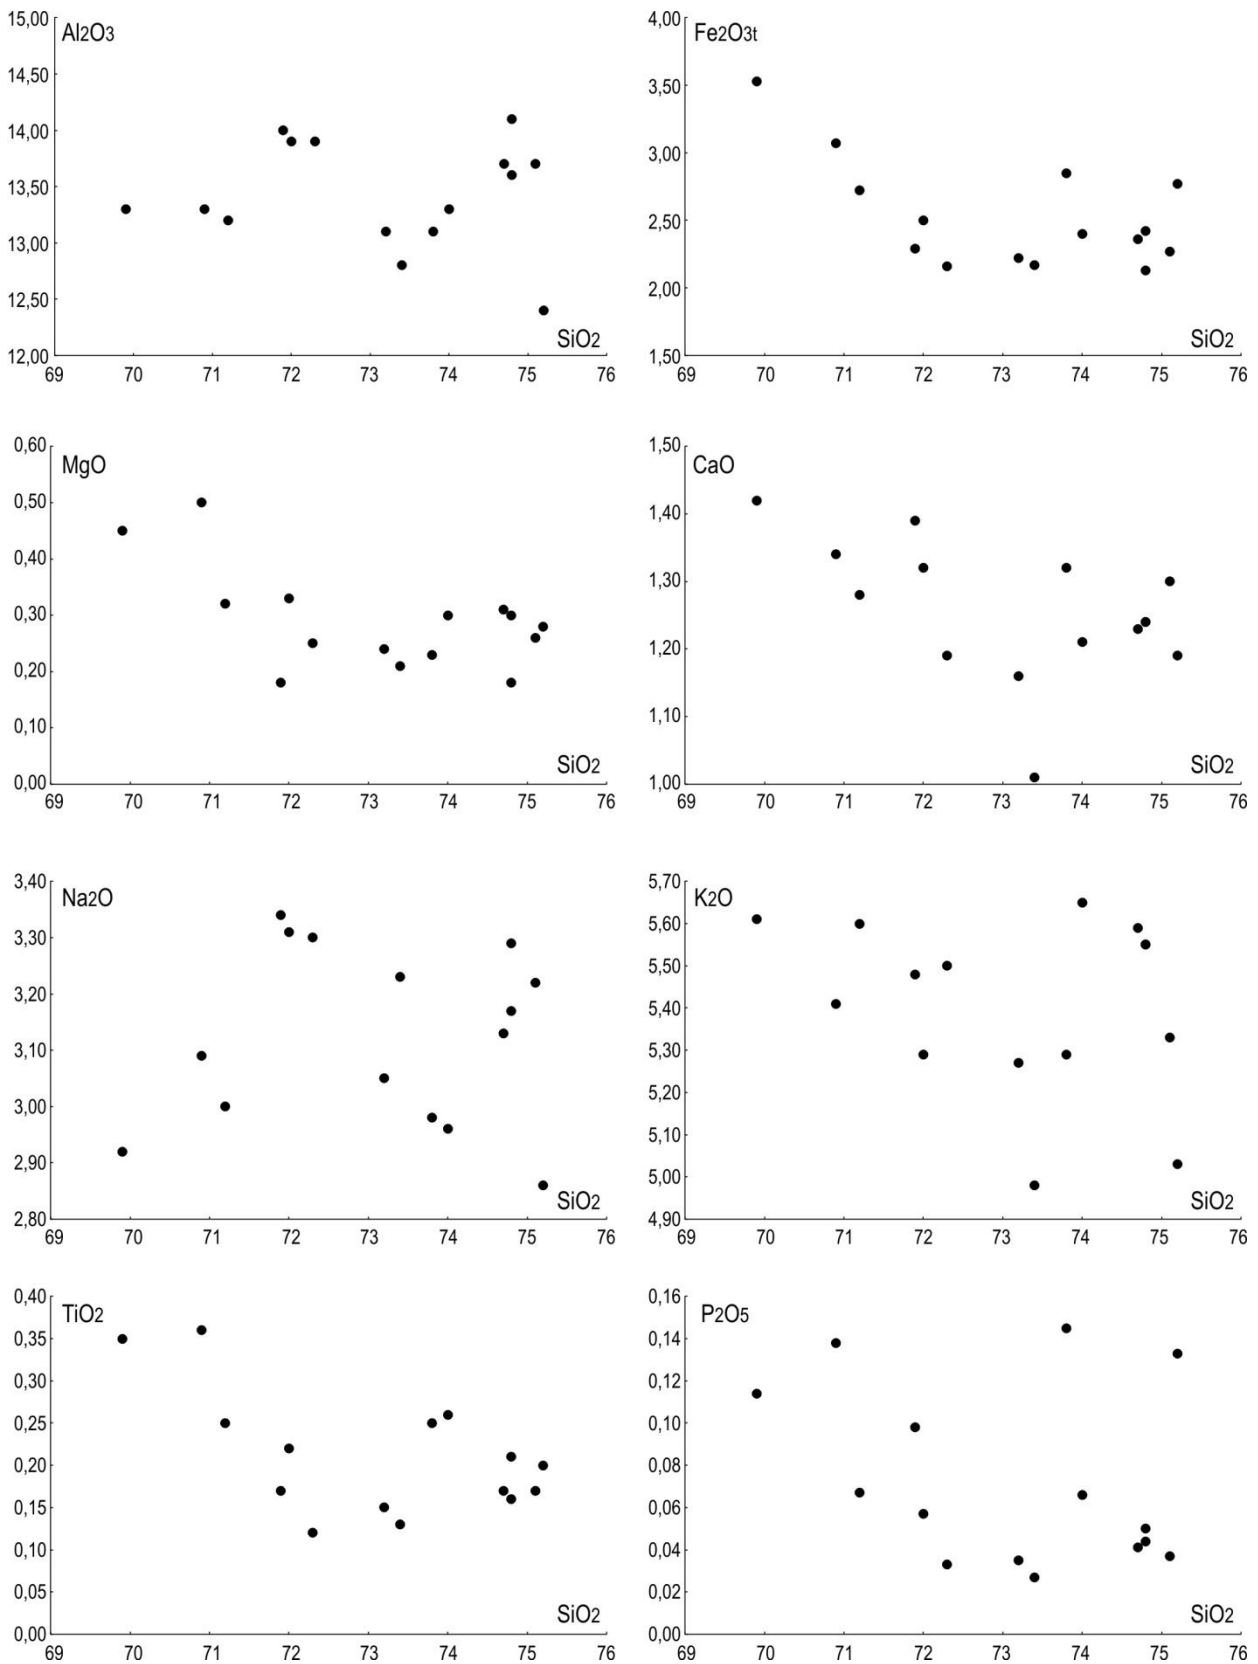 15,00
Al2O3
14,50
14,00
13,50
13,00
12,50
12,00
SiO2
69 70 71 72 73 74 75 76
4,00
Fe2O3t
3,50
3,00
2,50
2,00
1,50
SiO2
69 70 71 72 73 74 75 76
0,60
MgO
0,50
0,40
0,30
0,20
0,10
0,00
SiO2
69 70 71 72 73 74 75 76
1,50
CaO
1,40
1,30
1,20
1,10
1,00
SiO2
69 70 71 72 73 74 75 76
3,40
Na2O
3,30
3,20
3,10
3,00
2,90
2,80
SiO2
69 70 71 72 73 74 75 76
5,70
K2O
5,60
5,50
5,40
5,30
5,20
5,10
5,00
4,90
SiO2
69 70 71 72 73 74 75 76
0,40
TiO2
0,35
0,30
0,25
0,20
0,15
0,10
0,05
0,00
SiO2
69 70 71 72 73 74 75 76
0,16
P2O5
0,14
0,12
0,10
0,08
0,06
0,04
0,02
0,00
SiO2
69 70 71 72 73 74 75 76